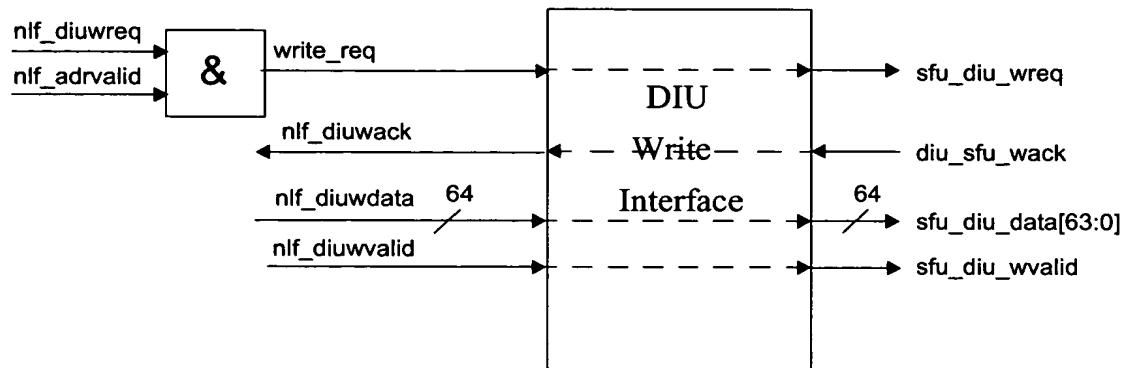 nlf_diuwreq
nlf_adrvalid
&
write_req
DIU
Write
Interface
sfu_diu_wreq
nlf_diuwack
diu_sfu_wack
nlf_diuwdata
64
64
sfu_diu_data[63:0]
nlf_diuwvalid
sfu_diu_wvalid